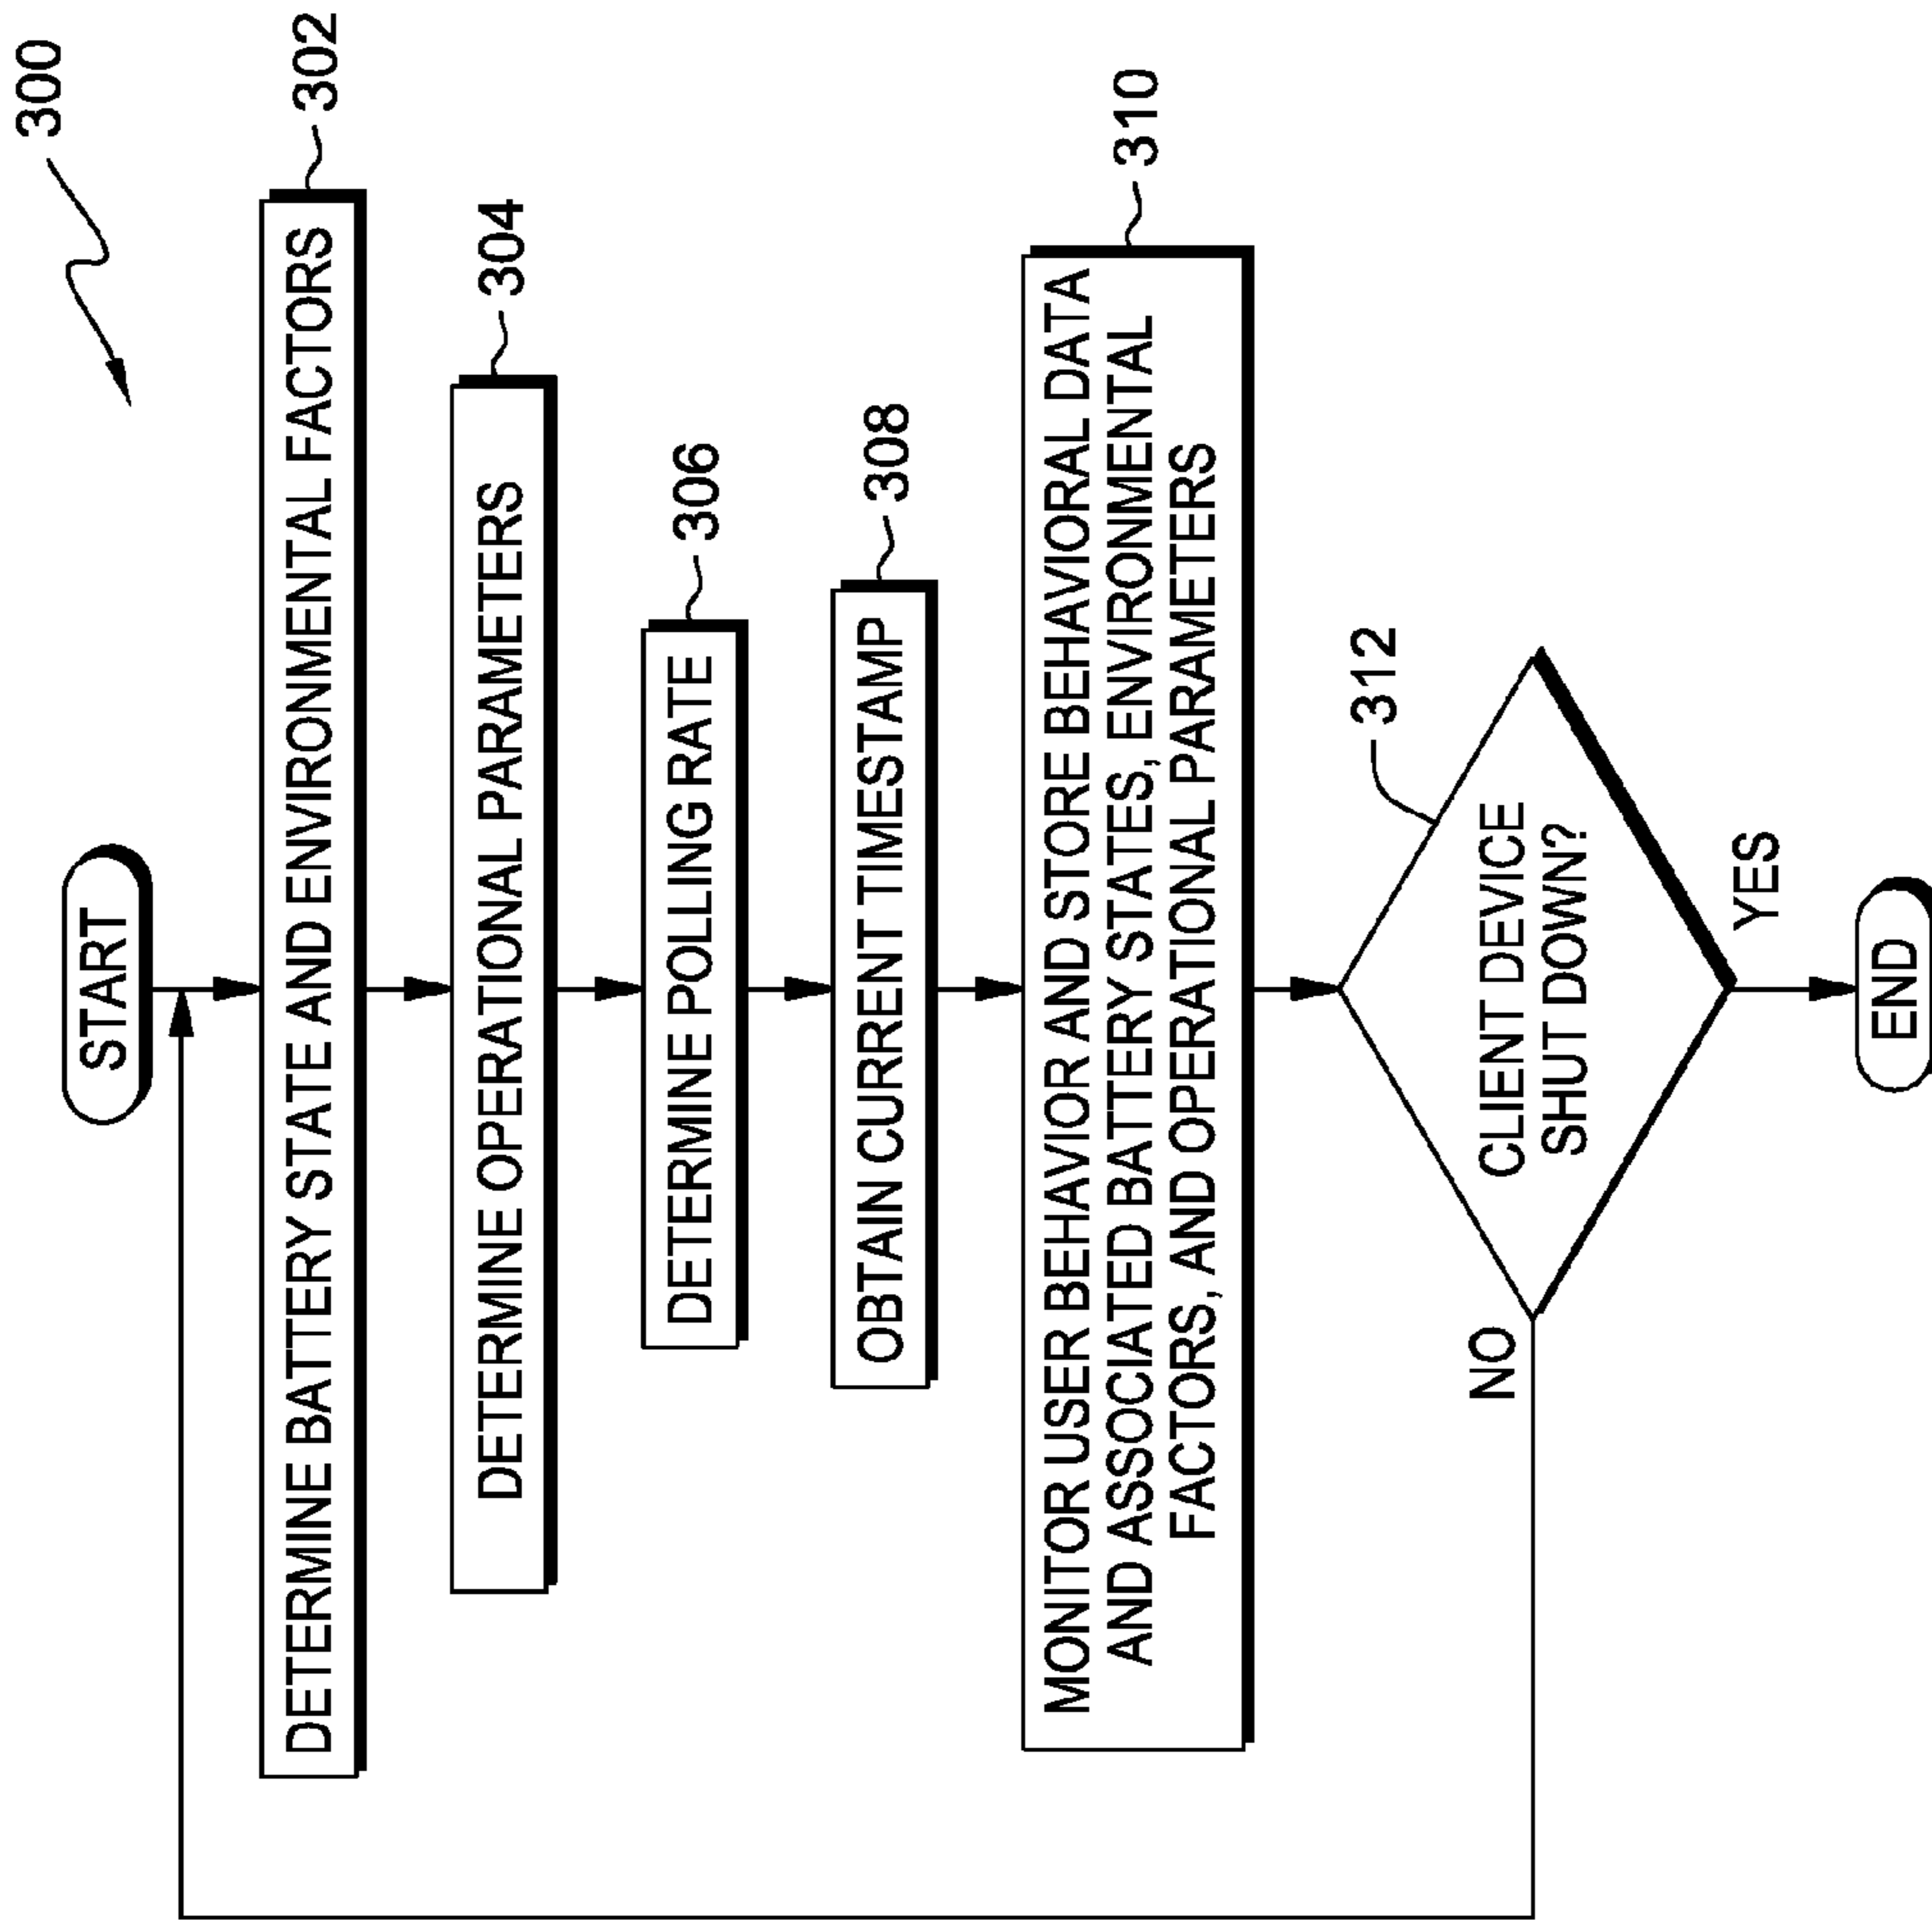 300
START
DETERMINE BATTERY STATE AND ENVIRONMENTAL FACTORS
302
DETERMINE OPERATIONAL PARAMETERS
304
DETERMINE POLLING RATE
306
OBTAIN CURRENT TIMESTAMP
308
MONITOR USER BEHAVIOR AND STORE BEHAVIORAL DATA
AND ASSOCIATED BATTERY STATES, ENVIRONMENTAL
FACTORS, AND OPERATIONAL PARAMETERS
310
312
CLIENT DEVICE
SHUT DOWN?
NO
YES
END